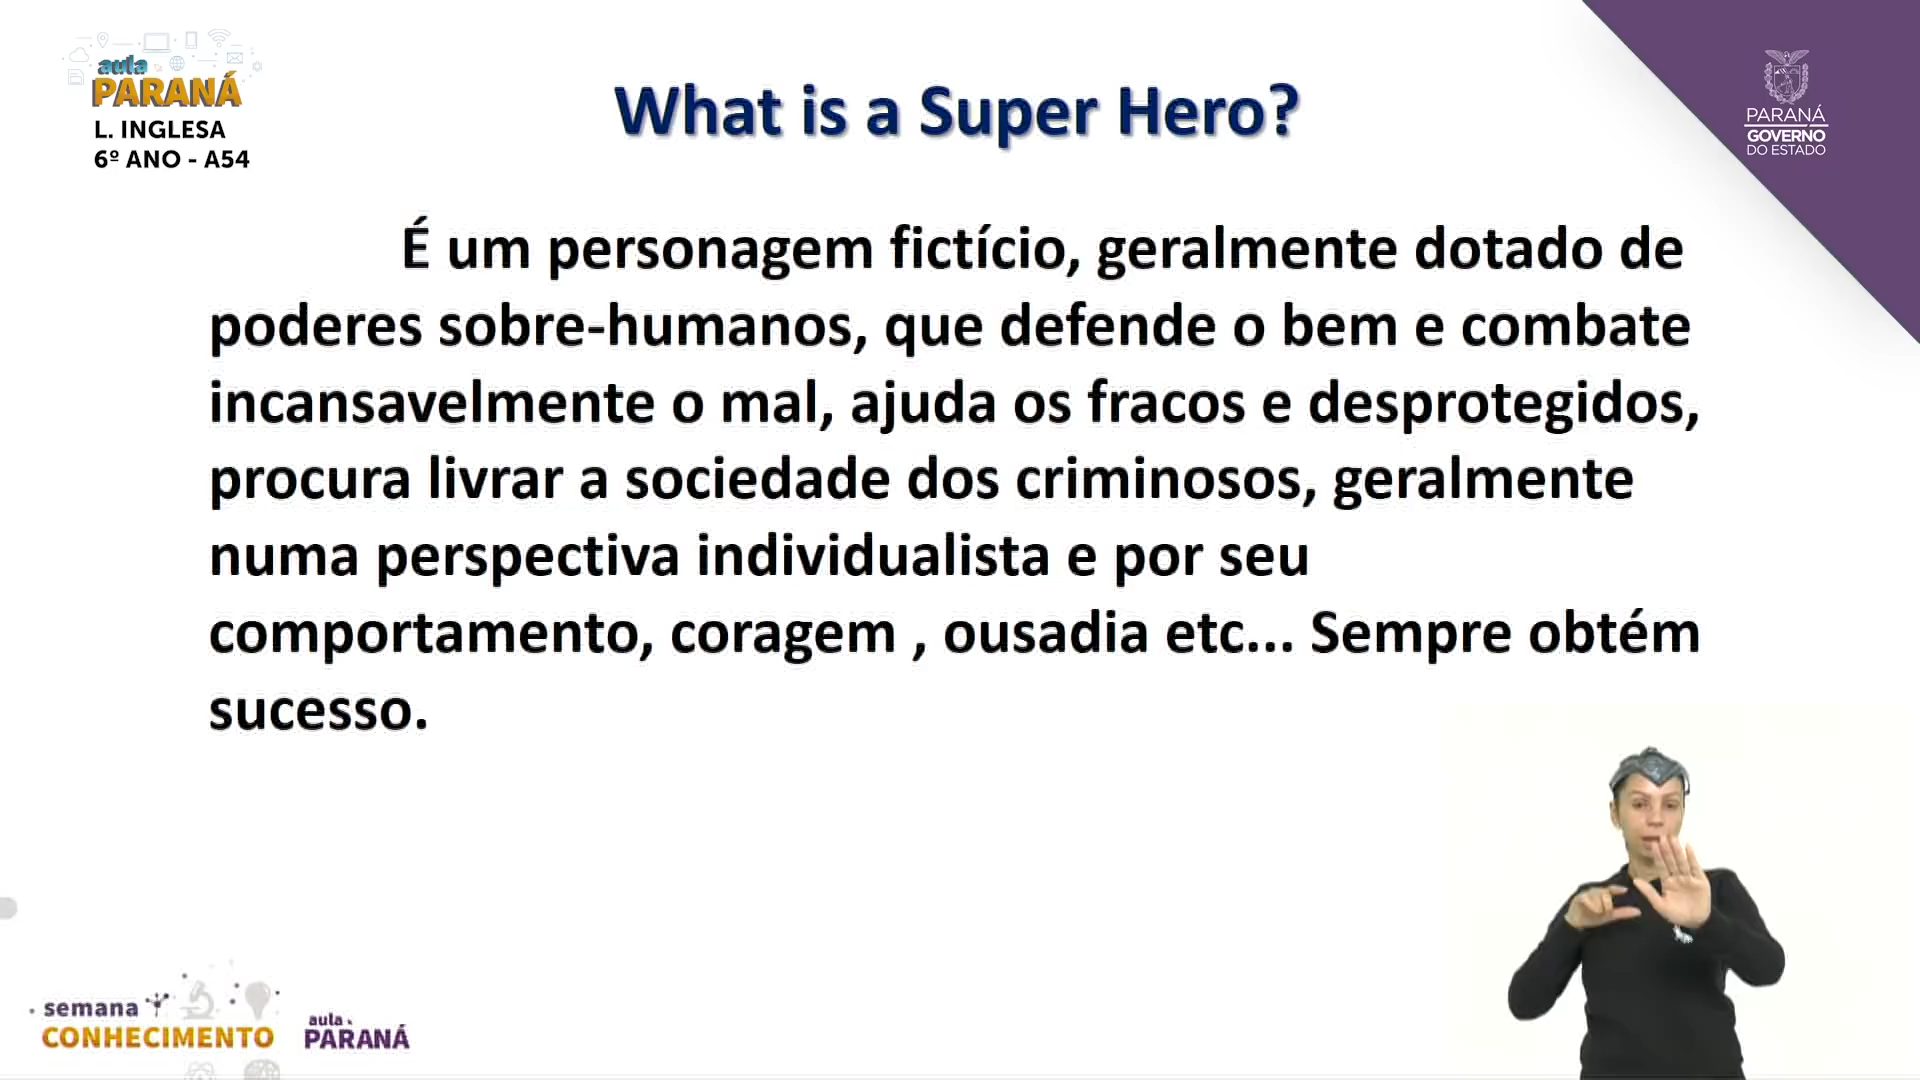 aula
PARANÁ
L. INGLESA
6º ANO - A54
What is a Super Hero?
PARANÁ
GOVERNO
DO ESTADO
É um personagem fictício, geralmente dotado de
poderes sobre-humanos, que defende o bem e combate
incansavelmente o mal, ajuda os fracos e desprotegidos,
procura livrar a sociedade dos criminosos, geralmente
numa perspectiva individualista e por seu
comportamento, coragem , ousadia etc... Sempre obtém
sucesso.
semana
CONHECIMENTO
aula
PARANÁ